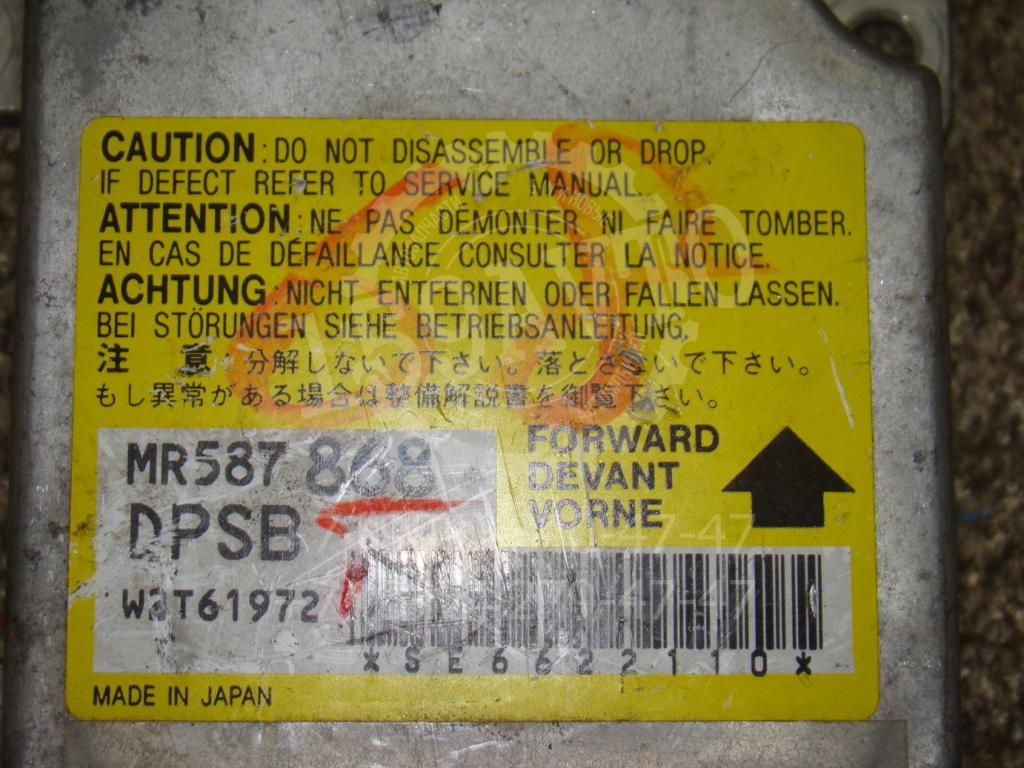 CAUTION : DO NOT DISASSEMBLE OR DROP.
IF DEFECT REFER TO SERVICE MANUAL.
ATTENTION : NE PAS DÉMONTER NI FAIRE TOMBER.
EN CAS DE DÉFAILLANCE CONSULTER LA NOTICE.
ACHTUNG : NICHT ENTFERNEN ODER FALLEN LASSEN.
BEI STÖRUNGEN SIEHE BETRIEBSANLEITUNG.
注 意 : 分解しないで下さい。落とさないで下さい。
もし異常がある場合は整備解説書を御覧下さい。
MR587 868
DPSB
W2T61972
FORWARD
DEVANT
VORNE
*SE6622110*
MADE IN JAPAN